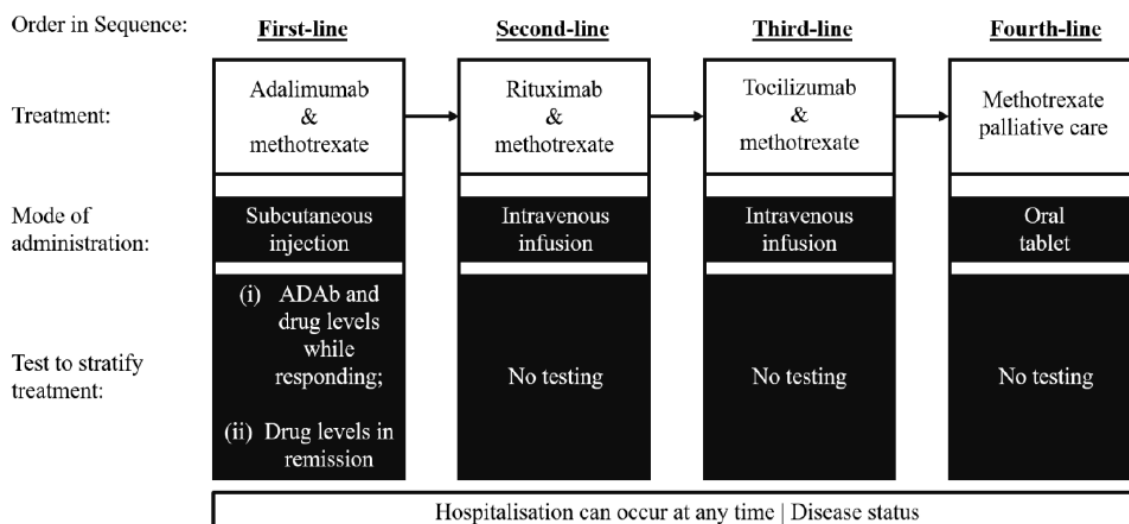 Order in Sequence: First-line Second-line Third-line Fourth-line
Treatment:
Adalimumab
&
methotrexate
Rituximab
&
methotrexate
Tocilizumab
&
methotrexate
Methotrexate
palliative care
Mode of
administration:
Subcutaneous
injection
Intravenous
infusion
Intravenous
infusion
Oral
tablet
Test to stratify
treatment:
(i) ADAb and
drug levels
while
responding;
(ii) Drug levels in
remission
No testing
No testing
No testing
Hospitalisation can occur at any time | Disease status